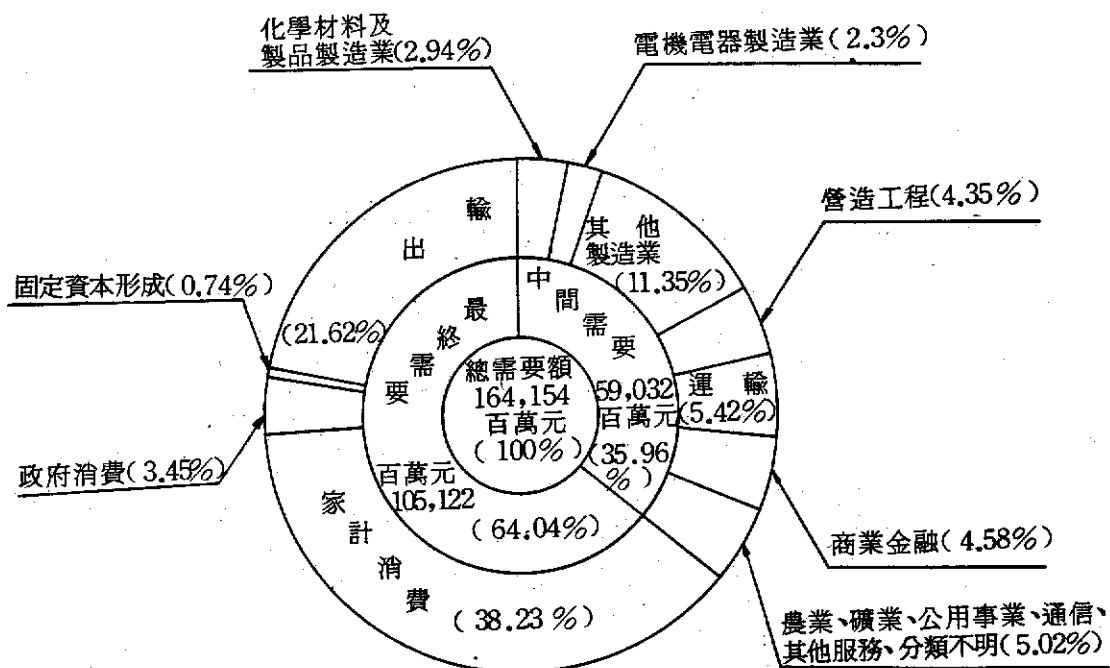 化學材料及
製品製造業(2.94%)
電機電器製造業(2.3%)
營造工程(4.35%)
其他
製造業
(11.35%)
輸出
(21.62%)
固定資本形成(0.74%)
中間需要
59,032
百萬元
(35.96
%)
最終需要
百萬元
105,122
(64.04%)
總需要額
164,154
百萬元
(100%)
運輸
(5.42%)
政府消費(3.45%)
家計消費
(38.23%)
商業金融(4.58%)
農業、礦業、公用事業、通信、
其他服務、分類不明(5.02%)